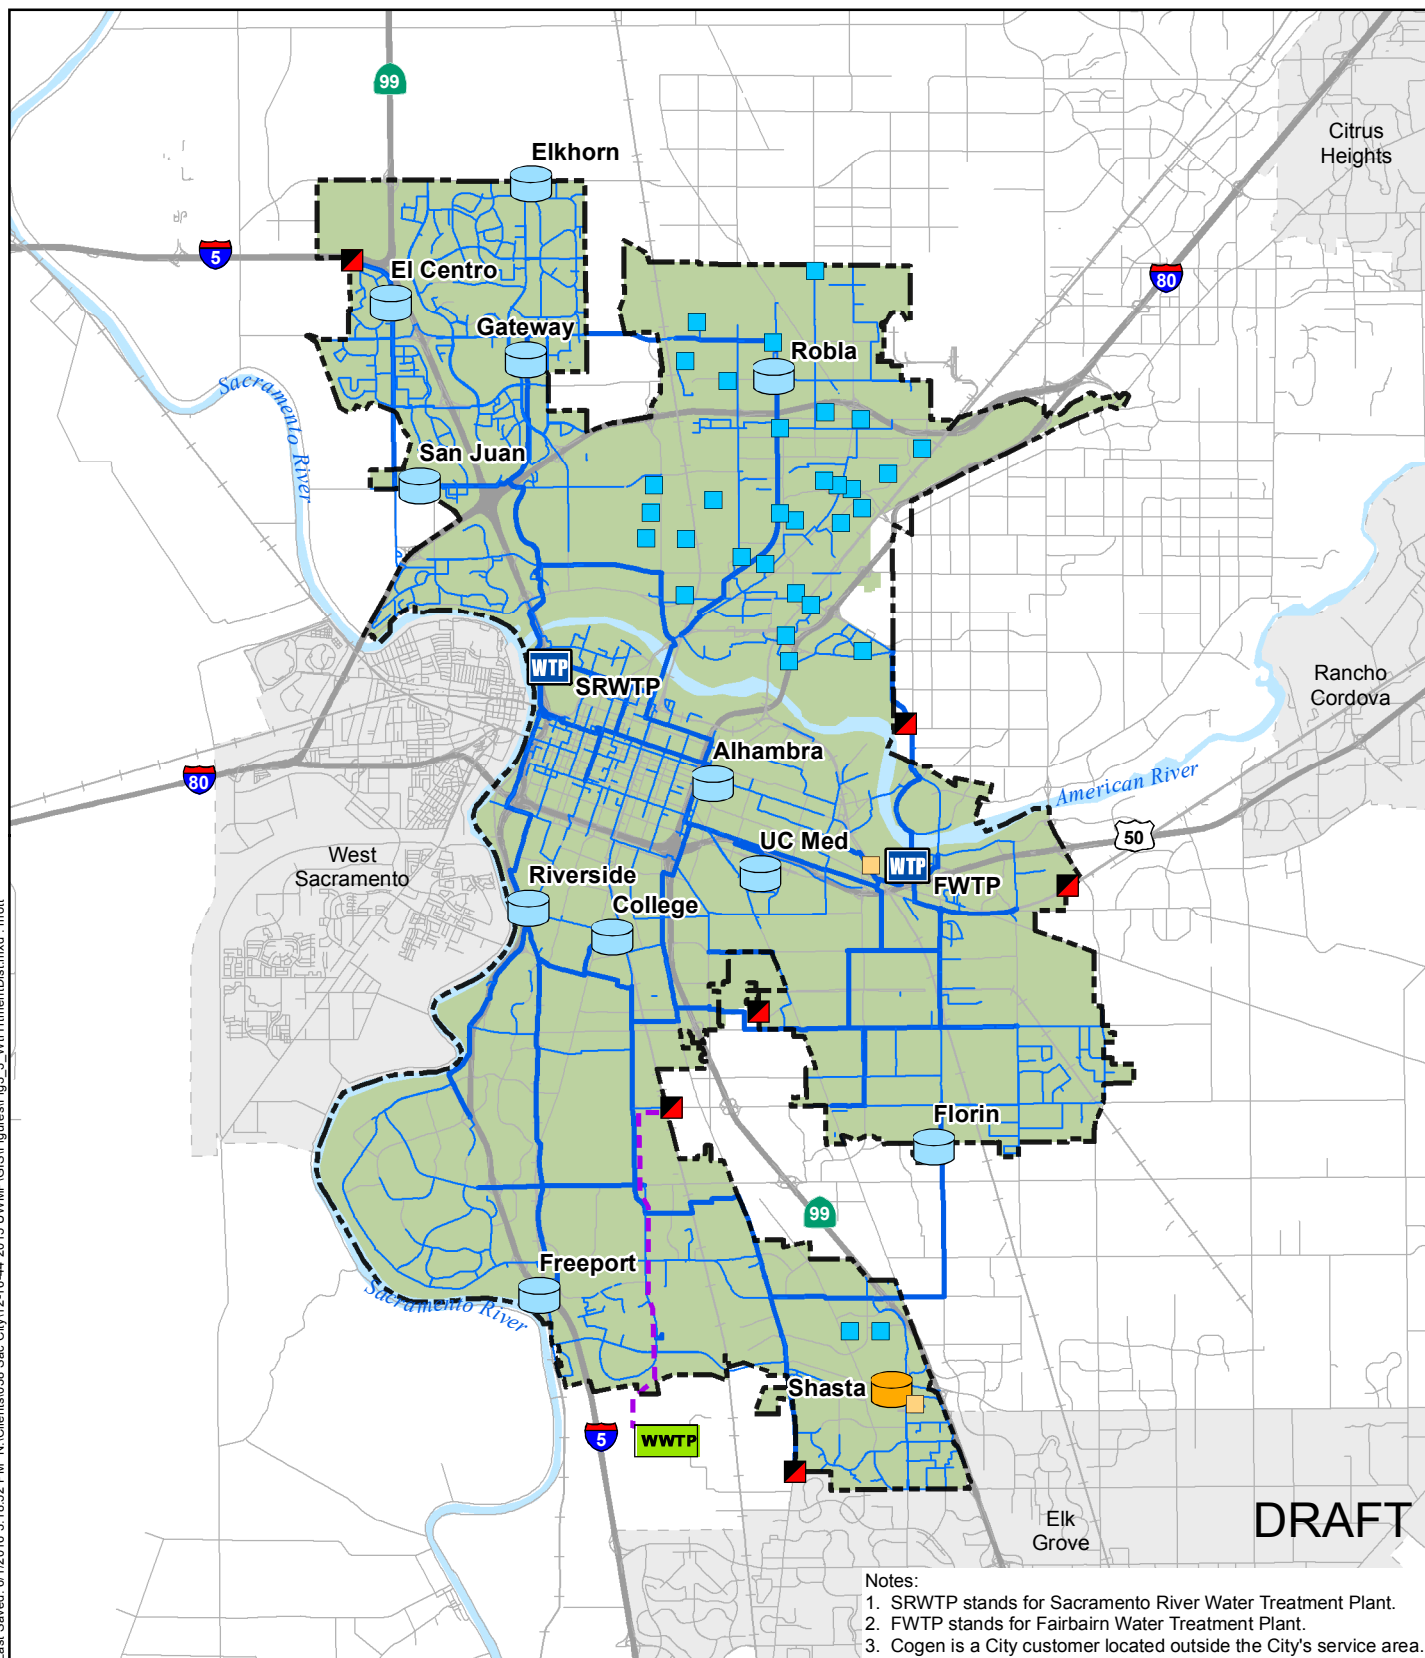 99
Citrus
Heights
Elkhorn
5
El Centro
80
Gateway
Robla
Sacramento River
San Juan
WTP
SRWTP
Rancho
Cordova
Alhambra
American River
80
50
UC Med
West
Sacramento
WTP
FWTP
Riverside
College
Florin
99
Freeport
Sacramento River
Shasta
5
WWTP
Elk
Grove
DRAFT
Notes:
1. SRWTP stands for Sacramento River Water Treatment Plant.
2. FWTP stands for Fairbairn Water Treatment Plant.
3. Cogen is a City customer located outside the City's service area.